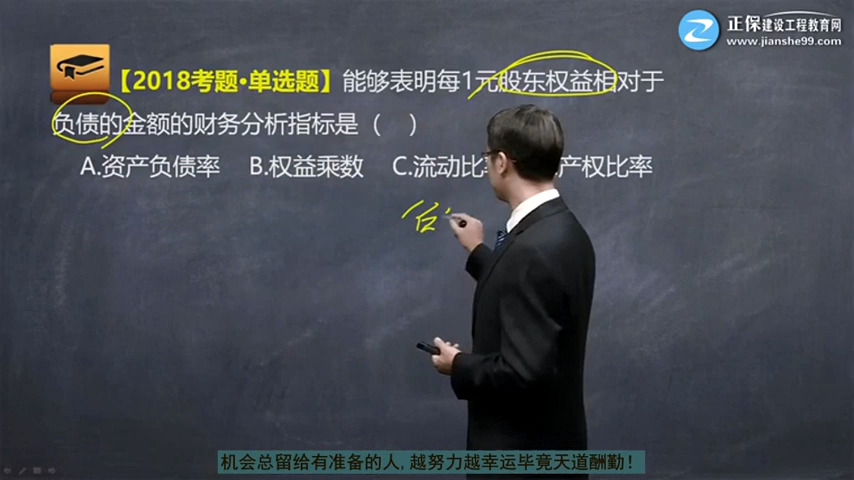 正保建设工程教育网
www.jianshe99.com
【2018考题·单选题】能够表明每1元股东权益相对于
负债的金额的财务分析指标是（ ）
A.资产负债率 B.权益乘数 C.流动比 产权比率
机会总留给有准备的人,越努力越幸运毕竟天道酬勤！